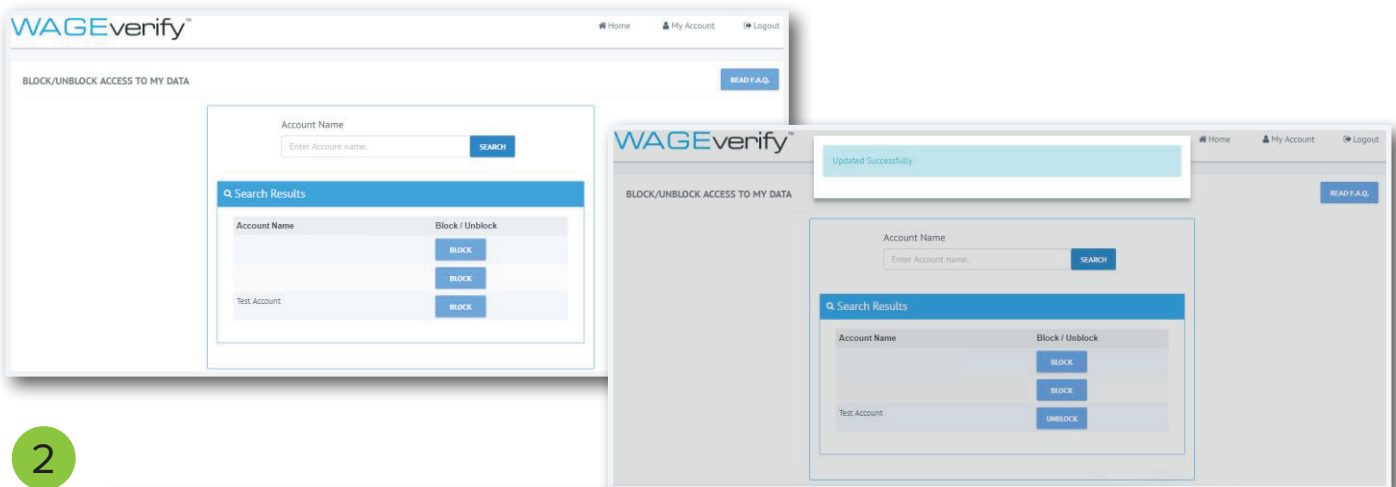 WAGEverify™
Home My Account Logout
BLOCK/UNBLOCK ACCESS TO MY DATA
READ F.A.Q.
Account Name
Enter Account name.
SEARCH
Search Results
Account Name Block / Unblock
BLOCK
BLOCK
Test Account BLOCK
WAGEverify™
Updated Successfully
Home My Account Logout
BLOCK/UNBLOCK ACCESS TO MY DATA
READ F.A.Q.
Account Name
Enter Account name.
SEARCH
Search Results
Account Name Block / Unblock
BLOCK
BLOCK
Test Account UNBLOCK
2